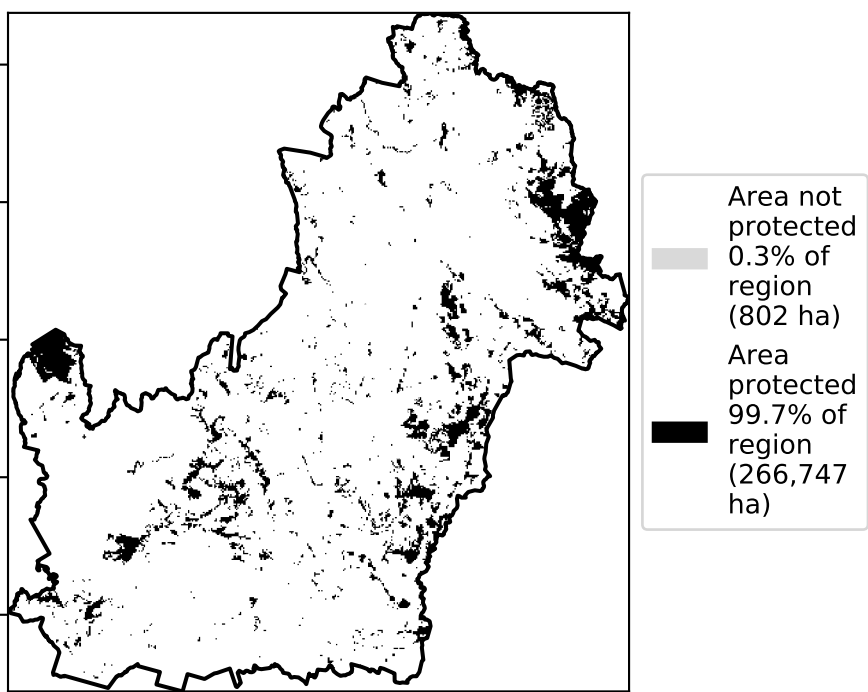 Area not
protected
0.3% of
region
(802 ha)
Area
protected
99.7% of
region
(266,747
ha)